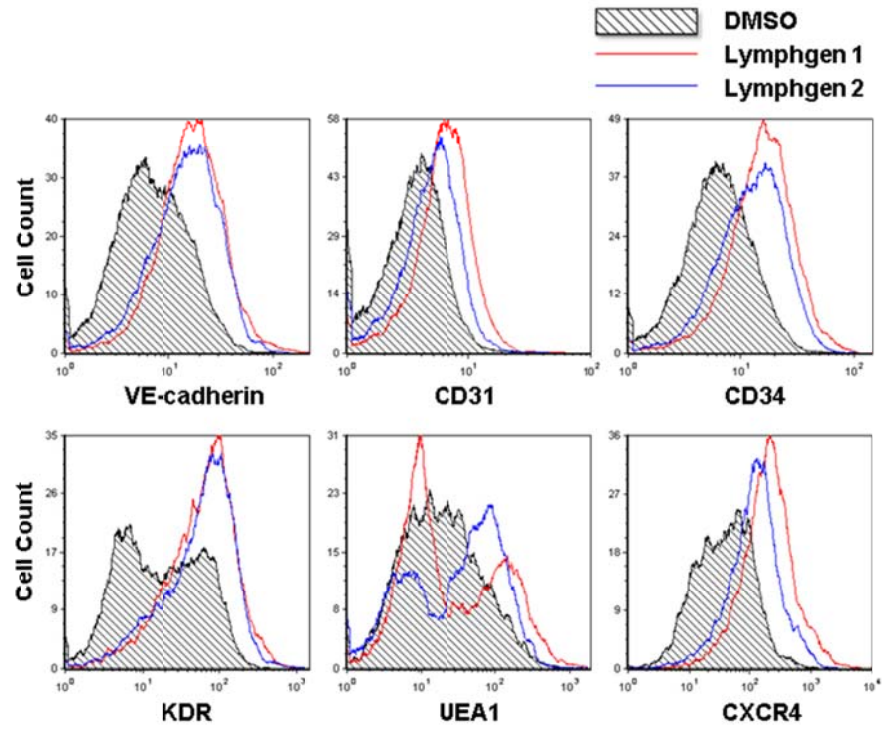 DMSO
Lymphgen 1
Lymphgen 2
Cell Count
40
30
20
10
0
10⁰ 10¹ 10²
VE-cadherin
58
43
29
14
0
10⁰ 10¹ 10²
CD31
49
37
24
12
0
10⁰ 10¹ 10²
CD34
Cell Count
35
26
17
9
0
10⁰ 10¹ 10² 10³
KDR
31
23
15
8
0
10⁰ 10¹ 10² 10³
UEA1
36
27
18
9
0
10⁰ 10¹ 10² 10³ 10⁴
CXCR4